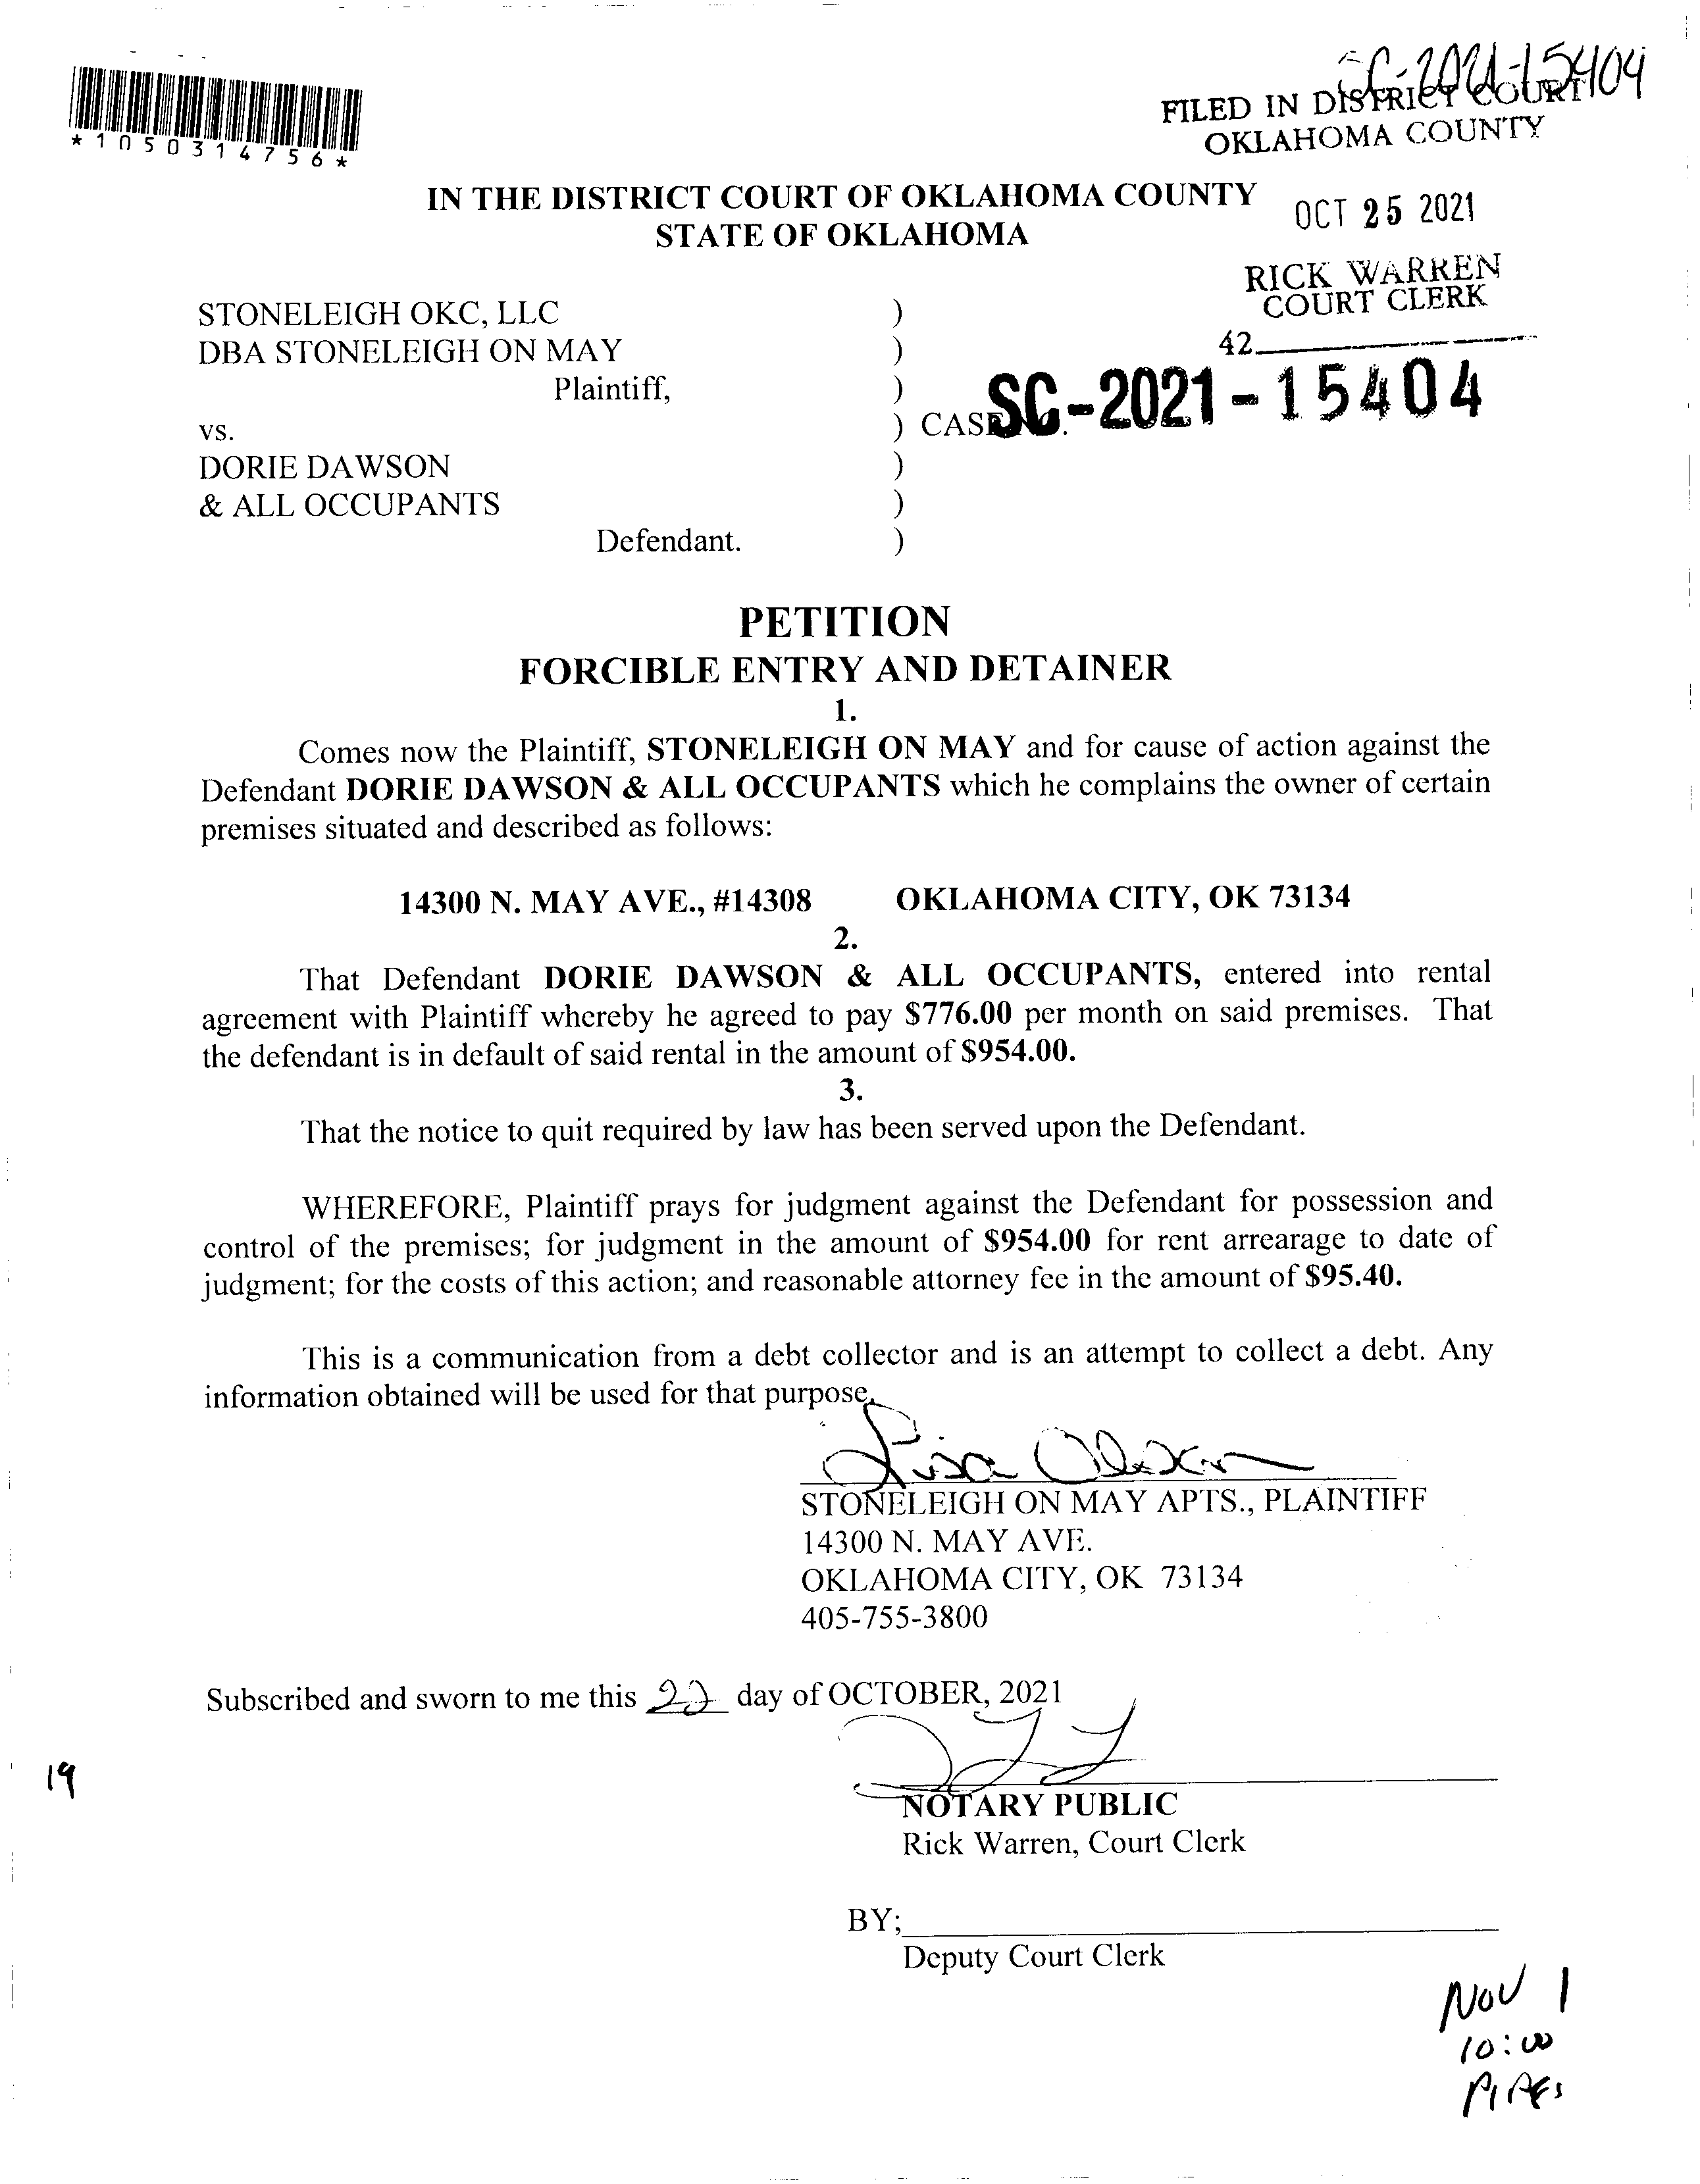 SC-2021-15404
*1050314756*
FILED IN DISTRICT COURT
OKLAHOMA COUNTY
IN THE DISTRICT COURT OF OKLAHOMA COUNTY
STATE OF OKLAHOMA
OCT 25 2021
RICK WARREN
COURT CLERK
42
STONELEIGH OKC, LLC )
DBA STONELEIGH ON MAY )
Plaintiff, )
vs. ) CASE NO. SC-2021-15404
DORIE DAWSON )
& ALL OCCUPANTS )
Defendant. )
PETITION
FORCIBLE ENTRY AND DETAINER
1.
Comes now the Plaintiff, STONELEIGH ON MAY and for cause of action against the
Defendant DORIE DAWSON & ALL OCCUPANTS which he complains the owner of certain
premises situated and described as follows:
14300 N. MAY AVE., #14308 OKLAHOMA CITY, OK 73134
2.
That Defendant DORIE DAWSON & ALL OCCUPANTS, entered into rental
agreement with Plaintiff whereby he agreed to pay $776.00 per month on said premises. That
the defendant is in default of said rental in the amount of $954.00.
3.
That the notice to quit required by law has been served upon the Defendant.
WHEREFORE, Plaintiff prays for judgment against the Defendant for possession and
control of the premises; for judgment in the amount of $954.00 for rent arrearage to date of
judgment; for the costs of this action; and reasonable attorney fee in the amount of $95.40.
This is a communication from a debt collector and is an attempt to collect a debt. Any
information obtained will be used for that purpose.
Lisa
STONELEIGH ON MAY APTS., PLAINTIFF
14300 N. MAY AVE.
OKLAHOMA CITY, OK 73134
405-755-3800
Subscribed and sworn to me this 22 day of OCTOBER, 2021
19
NOTARY PUBLIC
Rick Warren, Court Clerk
BY;
Deputy Court Clerk
NOV 1
10:00